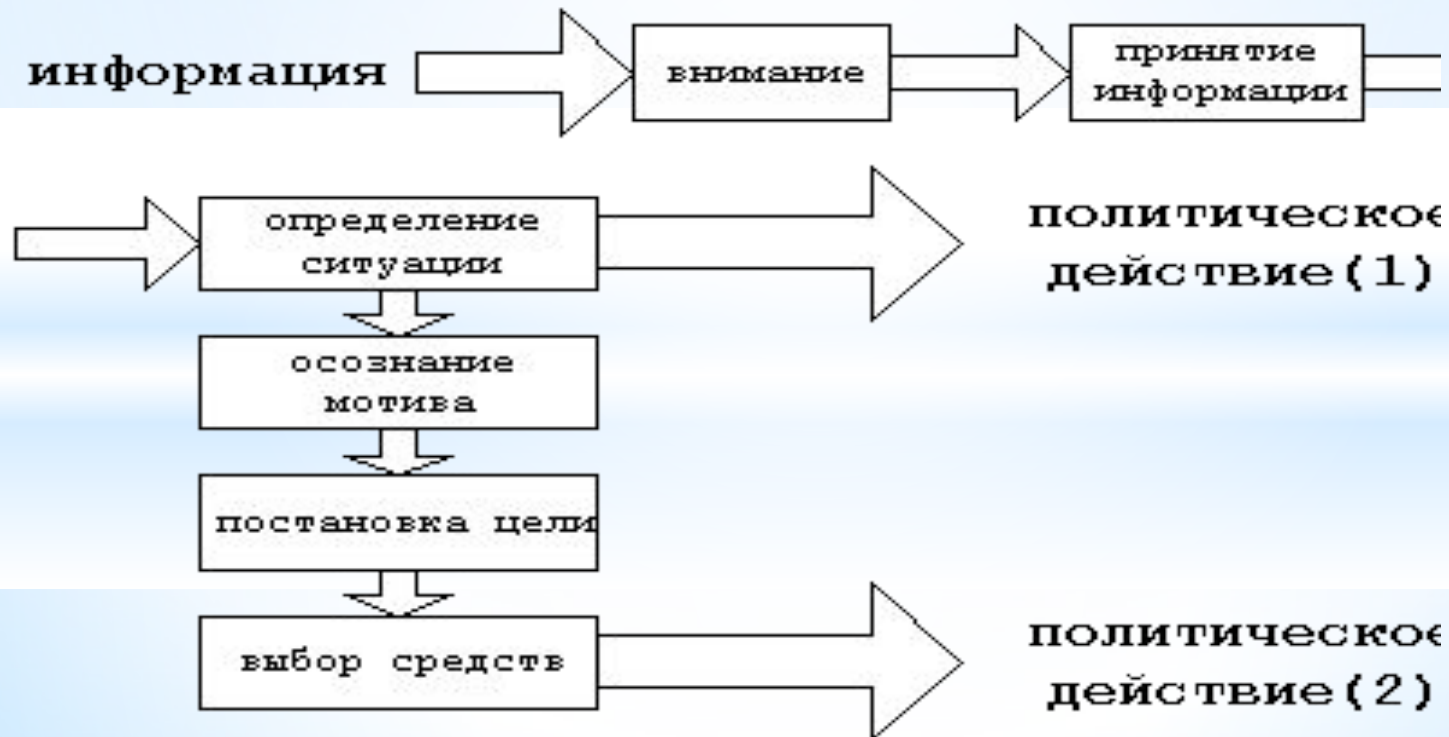 информация
внимание
принятие
информации
определение
ситуации
политическое
действие(1)
осознание
мотива
постановка цели
выбор средств
политическое
действие(2)